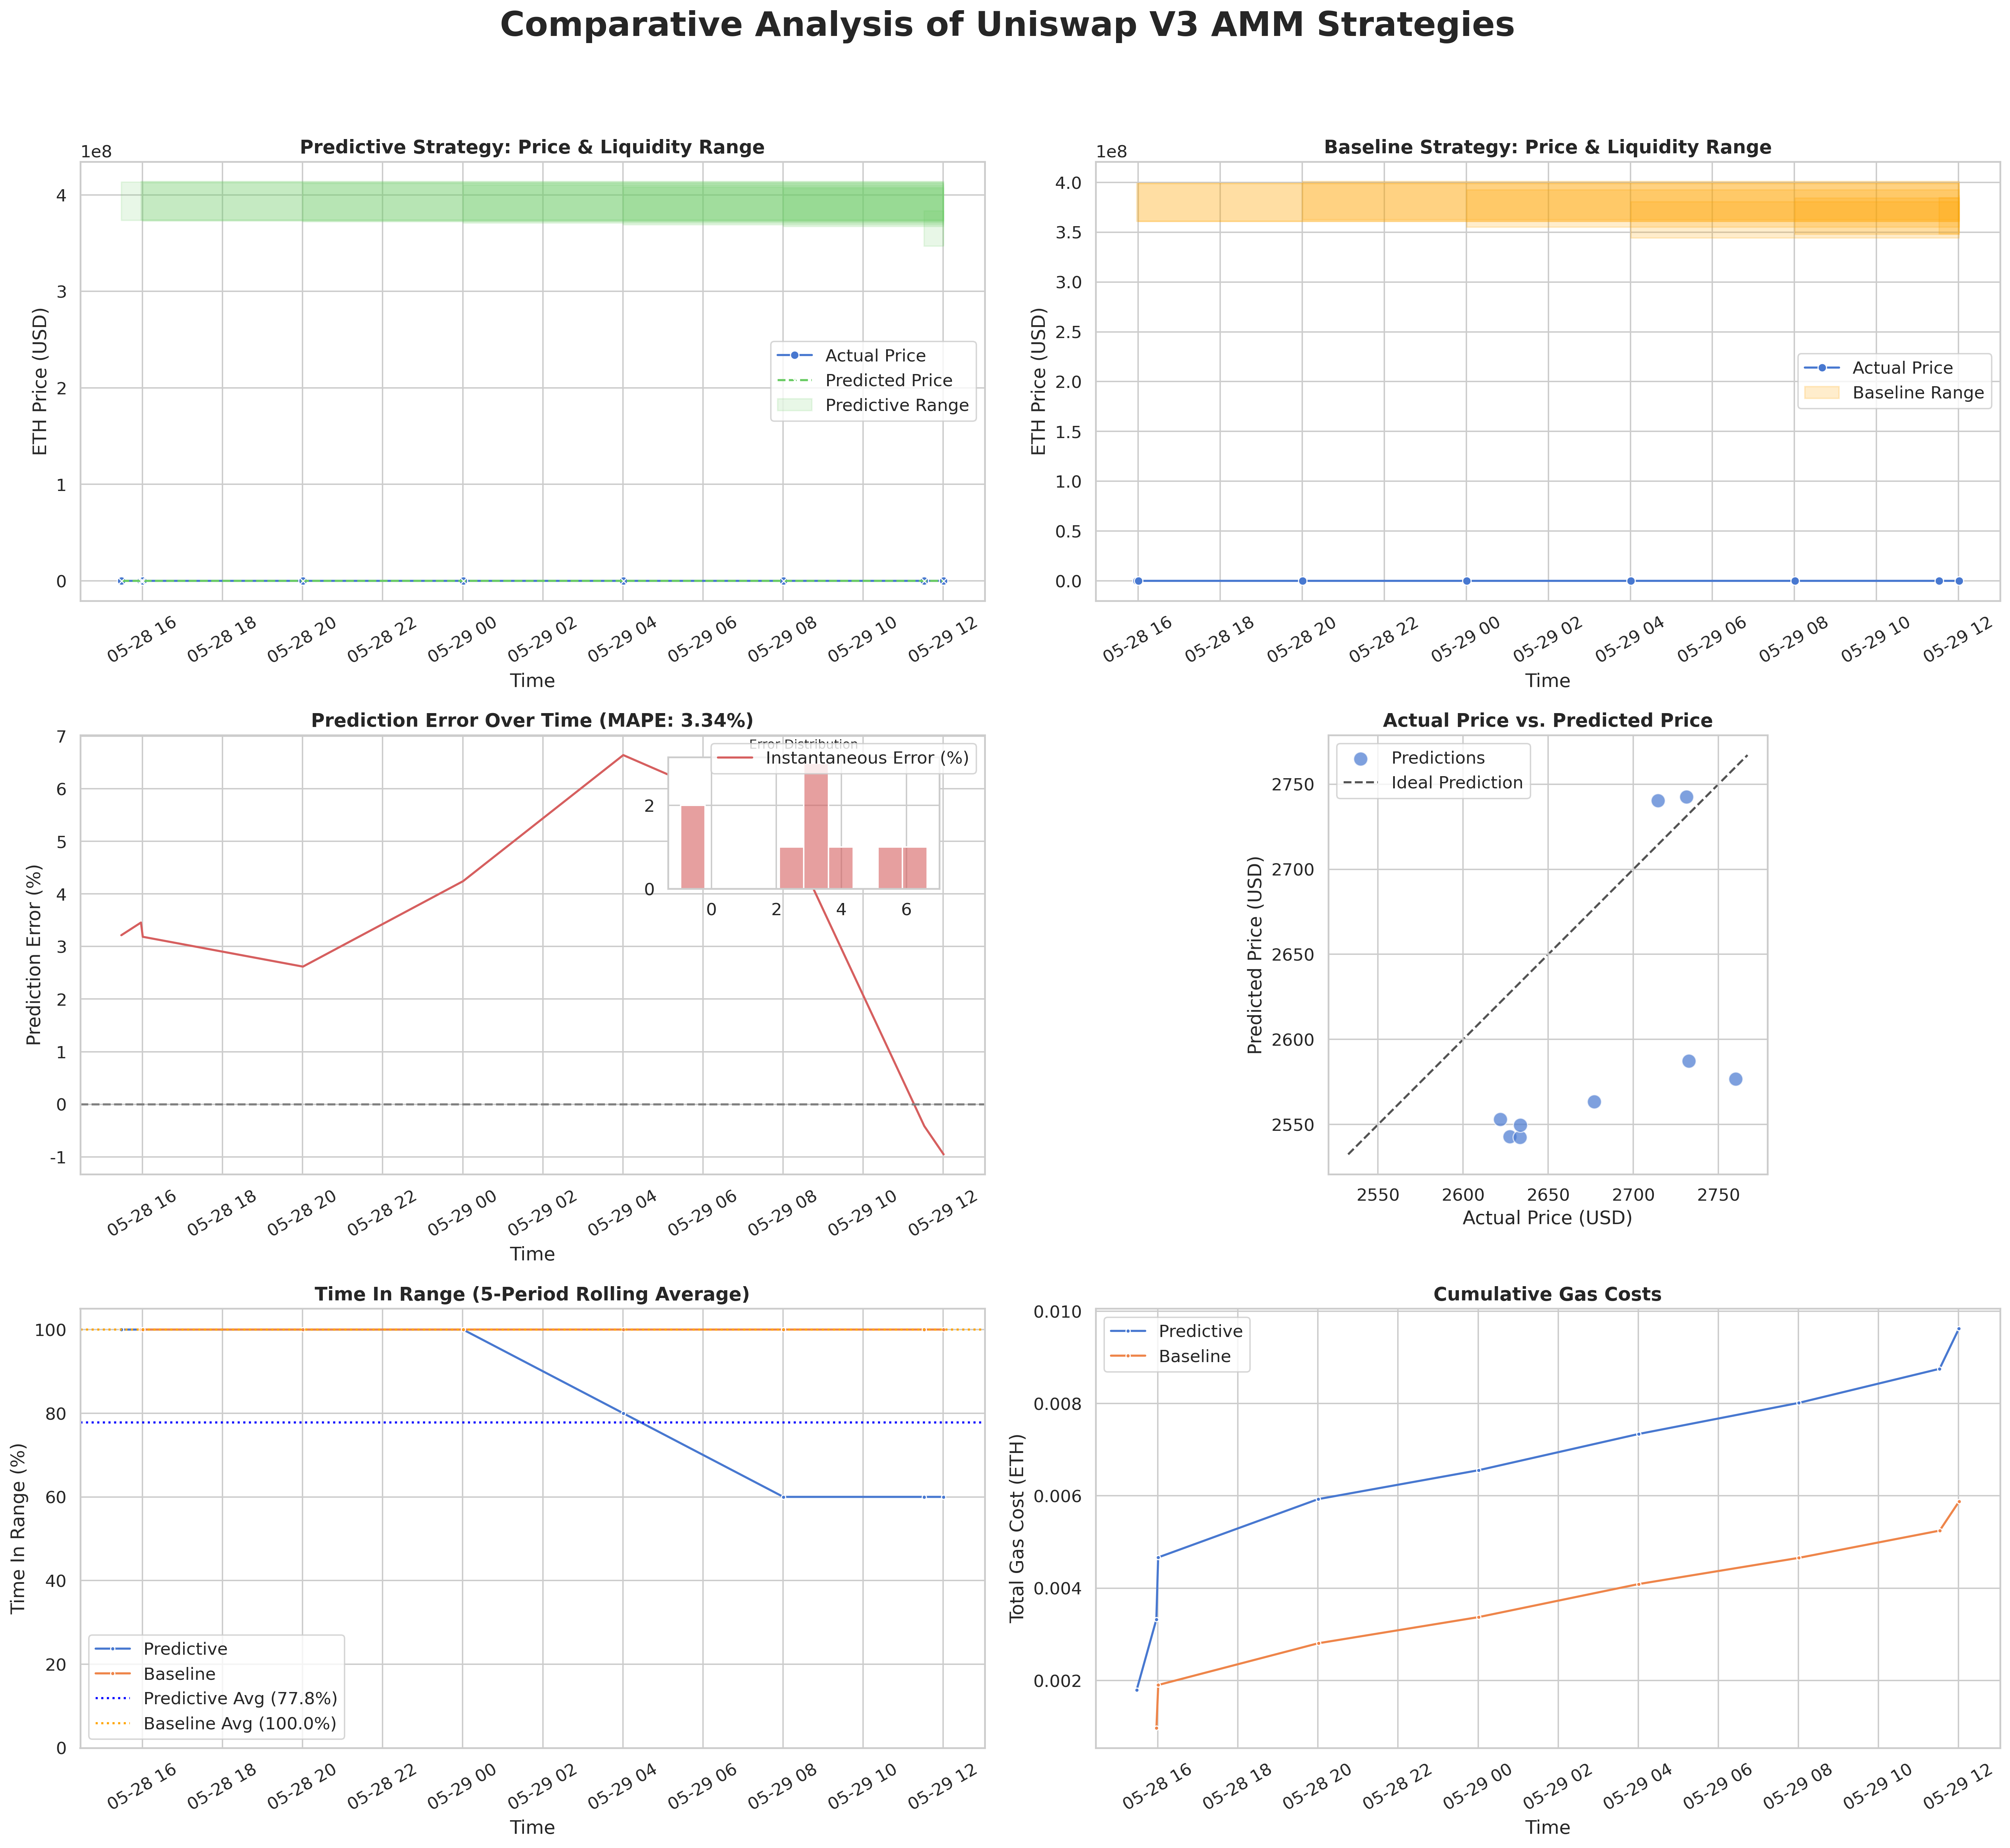 Comparative Analysis of Uniswap V3 AMM Strategies
Predictive Strategy: Price & Liquidity Range
1e8
ETH Price (USD)
4
3
2
1
0
Actual Price
Predicted Price
Predictive Range
05-28 16
05-28 18
05-28 20
05-28 22
05-29 00
05-29 02
05-29 04
05-29 06
05-29 08
05-29 10
05-29 12
Time
Baseline Strategy: Price & Liquidity Range
1e8
ETH Price (USD)
4.0
3.5
3.0
2.5
2.0
1.5
1.0
0.5
0.0
Actual Price
Baseline Range
05-28 16
05-28 18
05-28 20
05-28 22
05-29 00
05-29 02
05-29 04
05-29 06
05-29 08
05-29 10
05-29 12
Time
Prediction Error Over Time (MAPE: 3.34%)
Prediction Error (%)
7
6
5
4
3
2
1
0
-1
Error Distribution
Instantaneous Error (%)
2
0
0
2
4
6
05-28 16
05-28 18
05-28 20
05-28 22
05-29 00
05-29 02
05-29 04
05-29 06
05-29 08
05-29 10
05-29 12
Time
Actual Price vs. Predicted Price
Predicted Price (USD)
Predictions
Ideal Prediction
2750
2700
2650
2600
2550
2550
2600
2650
2700
2750
Actual Price (USD)
Time In Range (5-Period Rolling Average)
Time In Range (%)
100
80
60
40
20
0
Predictive
Baseline
Predictive Avg (77.8%)
Baseline Avg (100.0%)
05-28 16
05-28 18
05-28 20
05-28 22
05-29 00
05-29 02
05-29 04
05-29 06
05-29 08
05-29 10
05-29 12
Time
Cumulative Gas Costs
Total Gas Cost (ETH)
0.010
0.008
0.006
0.004
0.002
Predictive
Baseline
05-28 16
05-28 18
05-28 20
05-28 22
05-29 00
05-29 02
05-29 04
05-29 06
05-29 08
05-29 10
05-29 12
Time